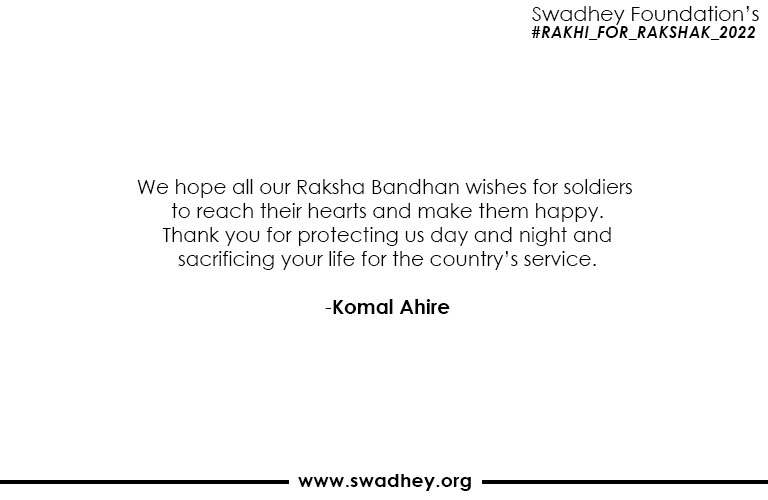 Swadhey Foundation’s
#RAKHI_FOR_RAKSHAK_2022
We hope all our Raksha Bandhan wishes for soldiers
to reach their hearts and make them happy.
Thank you for protecting us day and night and
sacrificing your life for the country’s service.
-Komal Ahire
www.swadhey.org